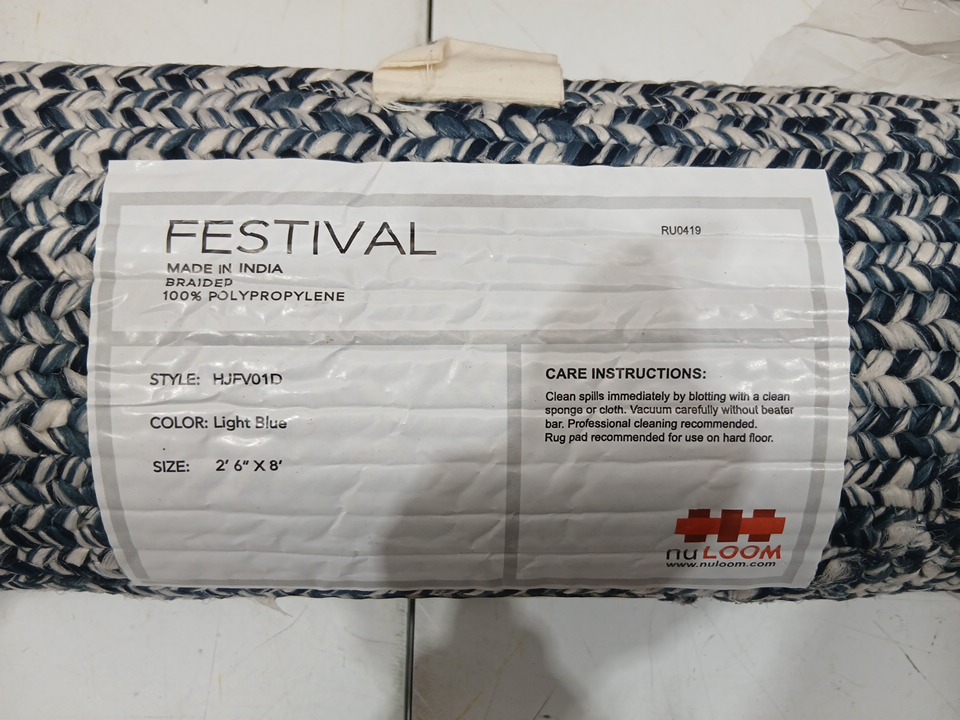 FESTIVAL
RU0419
MADE IN INDIA
BRAIDED
100% POLYPROPYLENE
STYLE: HJFV01D
COLOR: Light Blue
SIZE: 2' 6" X 8'
CARE INSTRUCTIONS:
Clean spills immediately by blotting with a clean
sponge or cloth. Vacuum carefully without beater
bar. Professional cleaning recommended.
Rug pad recommended for use on hard floor.
nuLOOM
www.nuloom.com